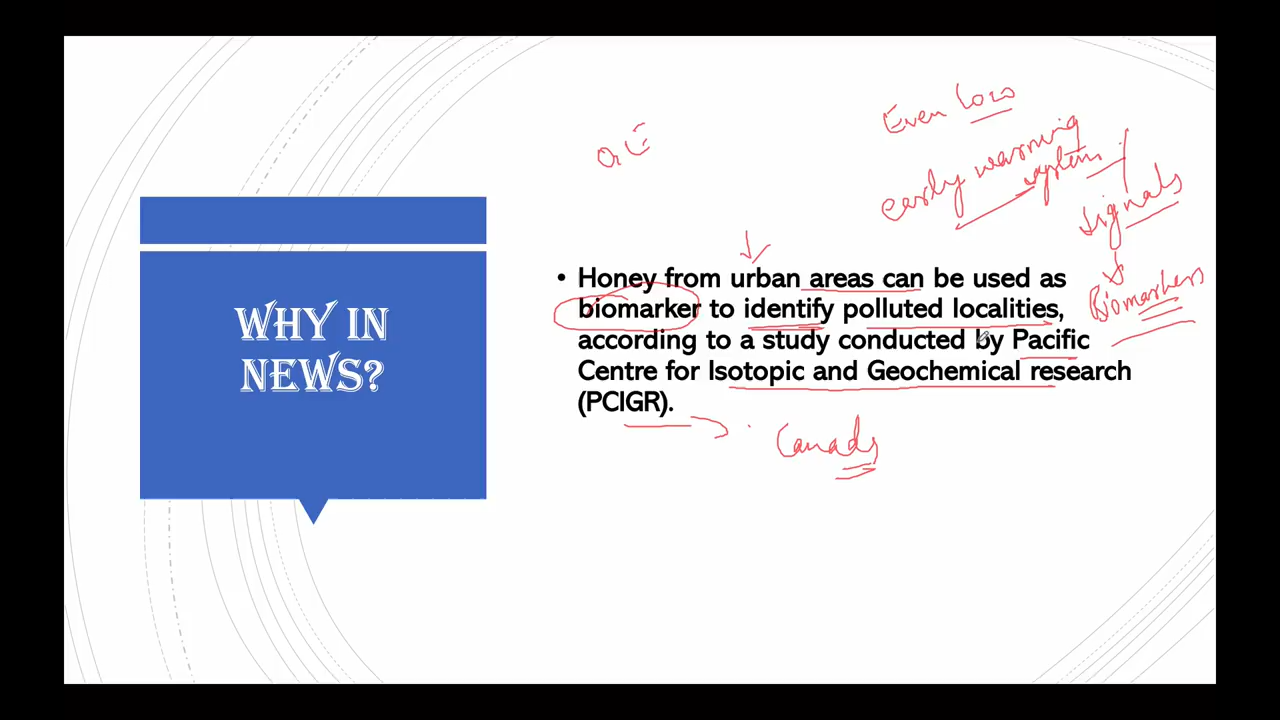 Even
early warning
system
signals
Biomarkers
WHY IN
NEWS?
• Honey from urban areas can be used as
biomarker to identify polluted localities,
according to a study conducted by Pacific
Centre for Isotopic and Geochemical research
(PCIGR).
Canada